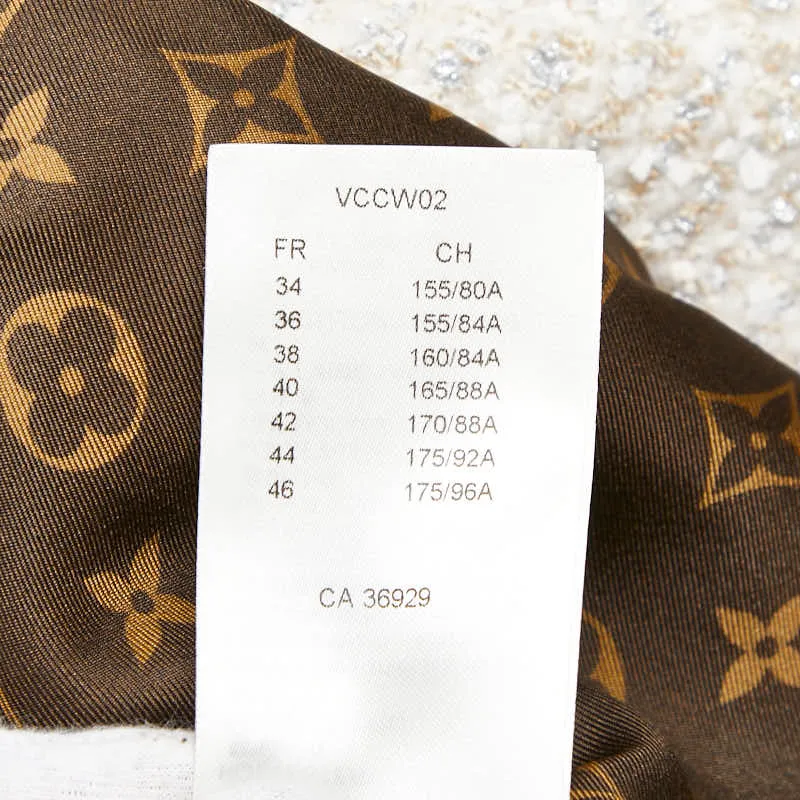 VCCW02
FR CH
34 155/80A
36 155/84A
38 160/84A
40 165/88A
42 170/88A
44 175/92A
46 175/96A
CA 36929